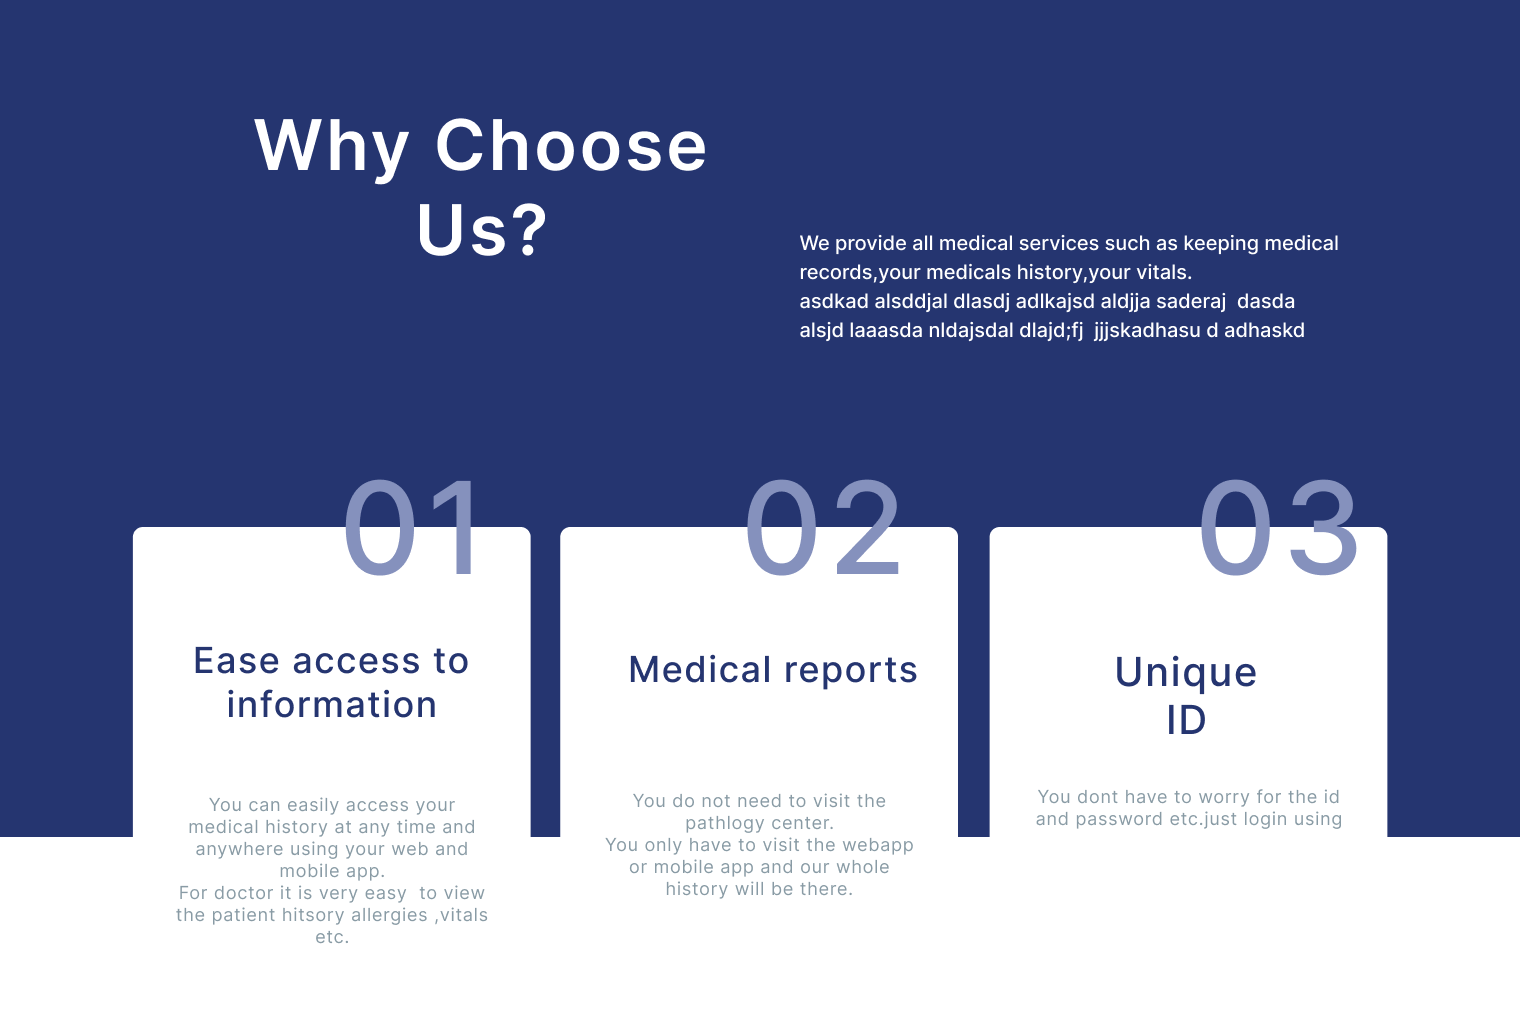 Why Choose
Us?
We provide all medical services such as keeping medical
records,your medicals history,your vitals.
asdkad alsddjal dlasdj adlkajsd aldjja saderaj  dasda
alsjd laaasda nldajsdal dlajd;fj  jjjskadhasu d adhaskd
01
Ease access to
information
You can easily access your
medical history at any time and
anywhere using your web and
mobile app.
For doctor it is very easy  to view
the patient hitsory allergies ,vitals
etc.
02
Medical reports
You do not need to visit the
pathlogy center.
You only have to visit the webapp
or mobile app and our whole
history will be there.
03
Unique
ID
You dont have to worry for the id
and password etc.just login using